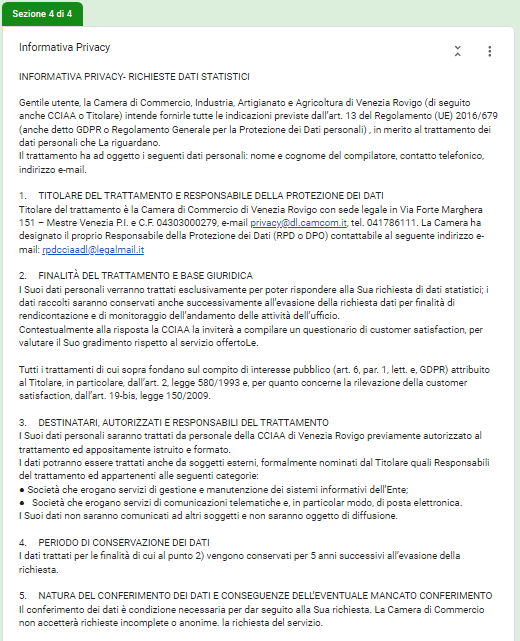 Sezione 4 di 4
Informativa Privacy
INFORMATIVA PRIVACY- RICHIESTE DATI STATISTICI
Gentile utente, la Camera di Commercio, Industria, Artigianato e Agricoltura di Venezia Rovigo (di seguito
anche CCIAA o Titolare) intende fornirle tutte le indicazioni previste dall'art. 13 del Regolamento (UE) 2016/679
(anche detto GDPR o Regolamento Generale per la Protezione dei Dati personali) , in merito al trattamento dei
dati personali che La riguardano.
Il trattamento ha ad oggetto i seguenti dati personali: nome e cognome del compilatore, contatto telefonico,
indirizzo e-mail.
1. TITOLARE DEL TRATTAMENTO E RESPONSABILE DELLA PROTEZIONE DEI DATI
Titolare del trattamento è la Camera di Commercio di Venezia Rovigo con sede legale in Via Forte Marghera
151 – Mestre Venezia P.I. e C.F. 04303000279, e-mail privacy@dl.camcom.it, tel. 041786111. La Camera ha
designato il proprio Responsabile della Protezione dei Dati (RPD o DPO) contattabile al seguente indirizzo e-
mail: rpdcciaadl@legalmail.it
2. FINALITÀ DEL TRATTAMENTO E BASE GIURIDICA
I Suoi dati personali verranno trattati esclusivamente per poter rispondere alla Sua richiesta di dati statistici; i
dati raccolti saranno conservati anche successivamente all'evasione della richiesta dati per finalità di
rendicontazione e di monitoraggio dell'andamento delle attività dell'ufficio.
Contestualmente alla risposta la CCIAA la inviterà a compilare un questionario di customer satisfaction, per
valutare il Suo gradimento rispetto al servizio offertoLe.
Tutti i trattamenti di cui sopra fondano sul compito di interesse pubblico (art. 6, par. 1, lett. e, GDPR) attribuito
al Titolare, in particolare, dall'art. 2, legge 580/1993 e, per quanto concerne la rilevazione della customer
satisfaction, dall'art. 19-bis, legge 150/2009.
3. DESTINATARI, AUTORIZZATI E RESPONSABILI DEL TRATTAMENTO
I Suoi dati personali saranno trattati da personale della CCIAA di Venezia Rovigo previamente autorizzato al
trattamento ed appositamente istruito e formato.
I dati potranno essere trattati anche da soggetti esterni, formalmente nominati dal Titolare quali Responsabili
del trattamento ed appartenenti alle seguenti categorie:
● Società che erogano servizi di gestione e manutenzione dei sistemi informativi dell'Ente;
● Società che erogano servizi di comunicazioni telematiche e, in particolar modo, di posta elettronica.
I Suoi dati non saranno comunicati ad altri soggetti e non saranno oggetto di diffusione.
4. PERIODO DI CONSERVAZIONE DEI DATI
I dati trattati per le finalità di cui al punto 2) vengono conservati per 5 anni successivi all'evasione della
richiesta.
5. NATURA DEL CONFERIMENTO DEI DATI E CONSEGUENZE DELL'EVENTUALE MANCATO CONFERIMENTO
Il conferimento dei dati è condizione necessaria per dar seguito alla Sua richiesta. La Camera di Commercio
non accetterà richieste incomplete o anonime. la richiesta del servizio.